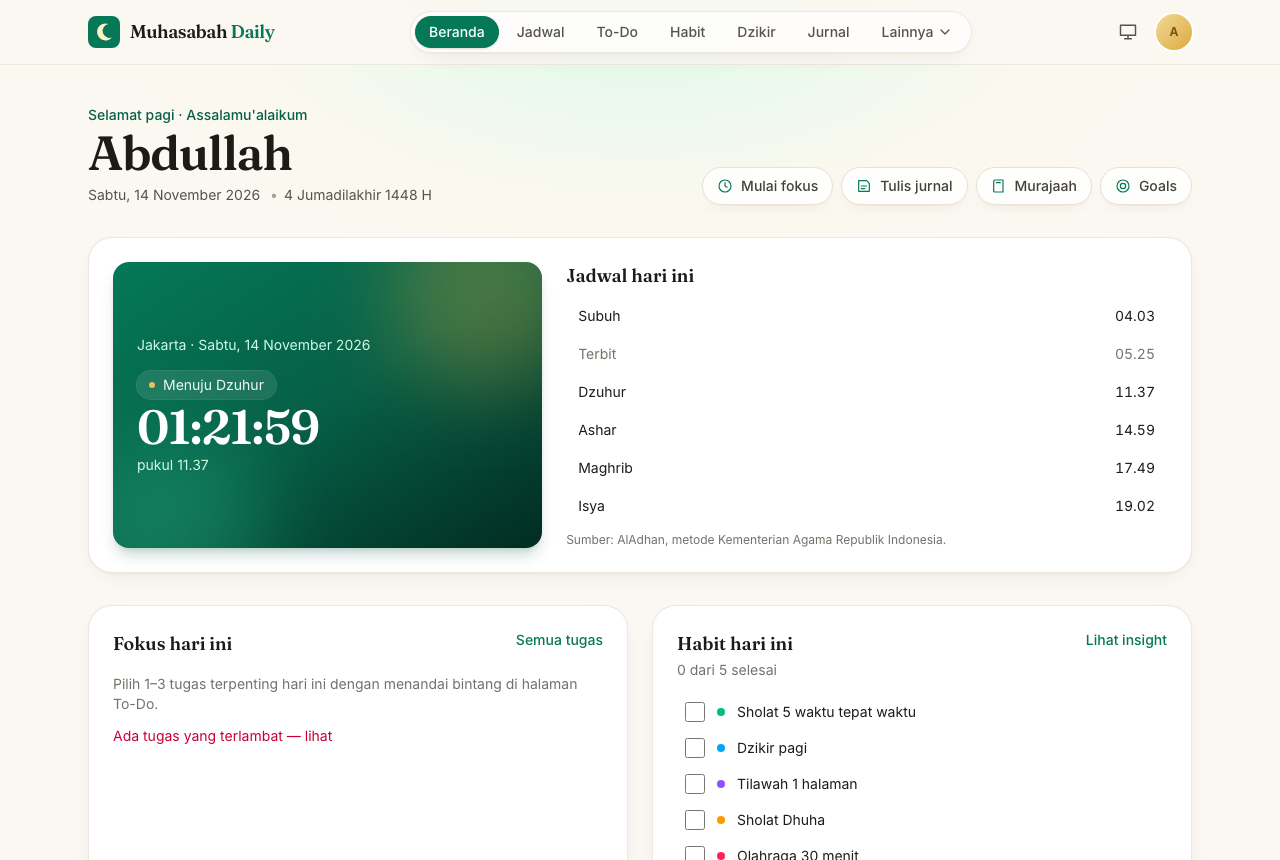 Muhasabah Daily
Beranda
Jadwal
To-Do
Habit
Dzikir
Jurnal
Lainnya
A
Selamat pagi · Assalamu'alaikum
Abdullah
Sabtu, 14 November 2026 • 4 Jumadilakhir 1448 H
Mulai fokus
Tulis jurnal
Murajaah
Goals
Jakarta · Sabtu, 14 November 2026
Menuju Dzuhur
01:21:59
pukul 11.37
Jadwal hari ini
Subuh 04.03
Terbit 05.25
Dzuhur 11.37
Ashar 14.59
Maghrib 17.49
Isya 19.02
Sumber: AlAdhan, metode Kementerian Agama Republik Indonesia.
Fokus hari ini
Semua tugas
Pilih 1–3 tugas terpenting hari ini dengan menandai bintang di halaman
To-Do.
Ada tugas yang terlambat — lihat
Habit hari ini
Lihat insight
0 dari 5 selesai
Sholat 5 waktu tepat waktu
Dzikir pagi
Tilawah 1 halaman
Sholat Dhuha
Olahraga 30 menit